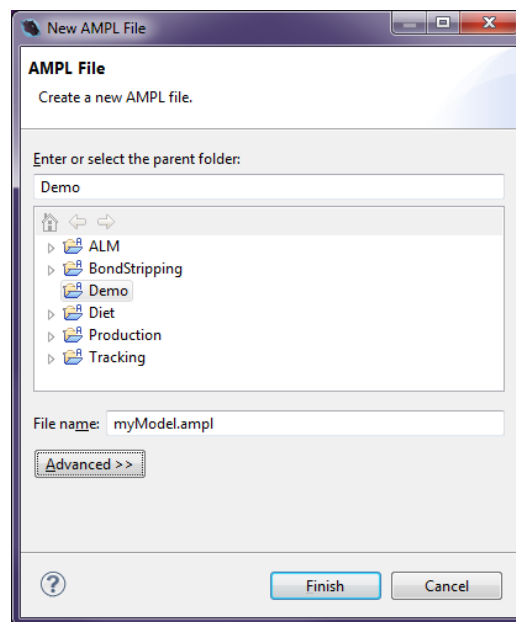 New AMPL File
AMPL File
Create a new AMPL file.
Enter or select the parent folder:
Demo
ALM
BondStripping
Demo
Diet
Production
Tracking
File name: myModel.ampl
Advanced >>
Finish Cancel